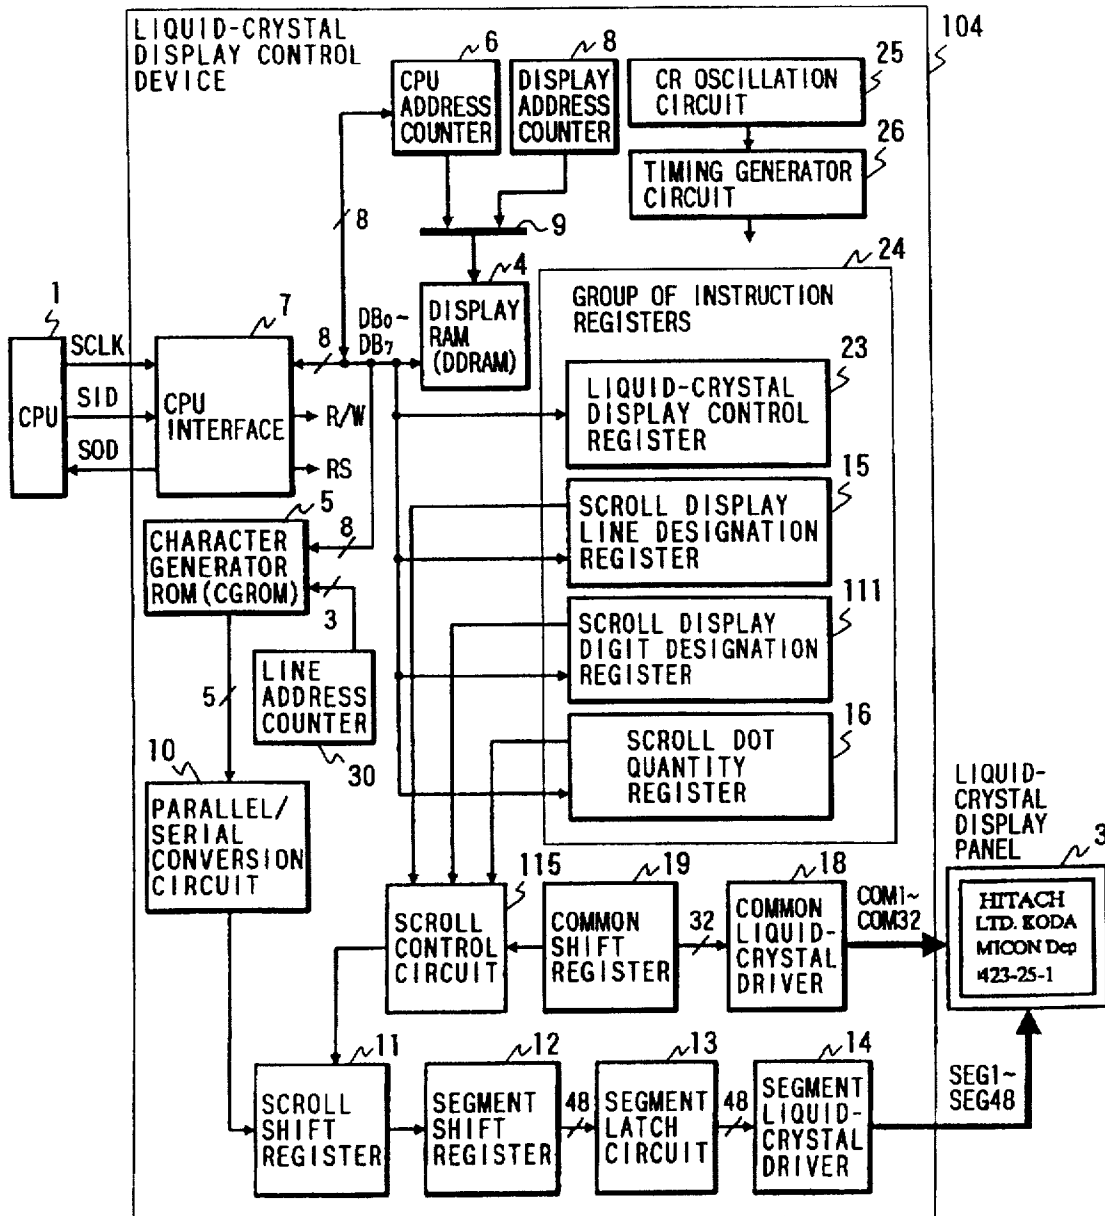 LIQUID-CRYSTAL
DISPLAY CONTROL
DEVICE
104
6
CPU
ADDRESS
COUNTER
8
DISPLAY
ADDRESS
COUNTER
25
CR OSCILLATION
CIRCUIT
26
TIMING GENERATOR
CIRCUIT
8
9
4
DISPLAY
RAM
(DDRAM)
24
GROUP OF INSTRUCTION
REGISTERS
1
CPU
SCLK
SID
SOD
7
CPU
INTERFACE
8
DB0~
DB7
R/W
RS
23
LIQUID-CRYSTAL
DISPLAY CONTROL
REGISTER
15
SCROLL DISPLAY
LINE DESIGNATION
REGISTER
5
CHARACTER
GENERATOR
ROM(CGROM)
8
3
111
SCROLL DISPLAY
DIGIT DESIGNATION
REGISTER
5
LINE
ADDRESS
COUNTER
30
16
SCROLL DOT
QUANTITY
REGISTER
10
PARALLEL/
SERIAL
CONVERSION
CIRCUIT
LIQUID-
CRYSTAL
DISPLAY
PANEL
3
HITACH
LTD. KODA
MICON Dep
423-25-1
115
SCROLL
CONTROL
CIRCUIT
19
COMMON
SHIFT
REGISTER
32
18
COMMON
LIQUID-
CRYSTAL
DRIVER
COM1~
COM32
11
SCROLL
SHIFT
REGISTER
12
SEGMENT
SHIFT
REGISTER
48
13
SEGMENT
LATCH
CIRCUIT
48
14
SEGMENT
LIQUID-
CRYSTAL
DRIVER
SEG1~
SEG48